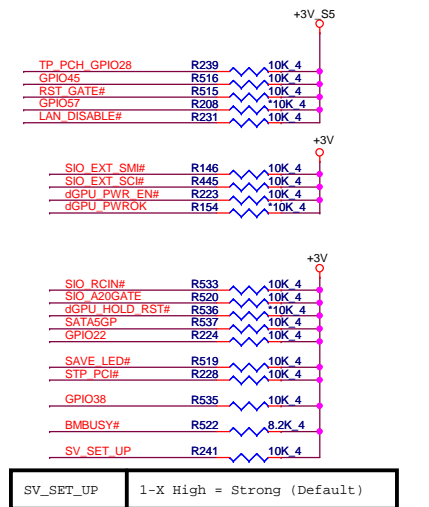 +3V_S5
TP_PCH_GPIO28 R239 10K_4
GPIO45 R516 10K_4
RST_GATE# R515 10K_4
GPIO57 R208 *10K_4
LAN_DISABLE# R231 10K_4
+3V
SIO_EXT_SMI# R146 10K_4
SIO_EXT_SCI# R445 10K_4
dGPU_PWR_EN# R223 10K_4
dGPU_PWROK R154 *10K_4
+3V
SIO_RCIN# R533 10K_4
SIO_A20GATE R520 10K_4
dGPU_HOLD_RST# R536 *10K_4
SATA5GP R537 10K_4
GPIO22 R224 10K_4
SAVE_LED# R519 10K_4
STP_PCI# R228 10K_4
GPIO38 R535 10K_4
BMBUSY# R522 8.2K_4
SV_SET_UP R241 10K_4
SV_SET_UP 1-X High = Strong (Default)